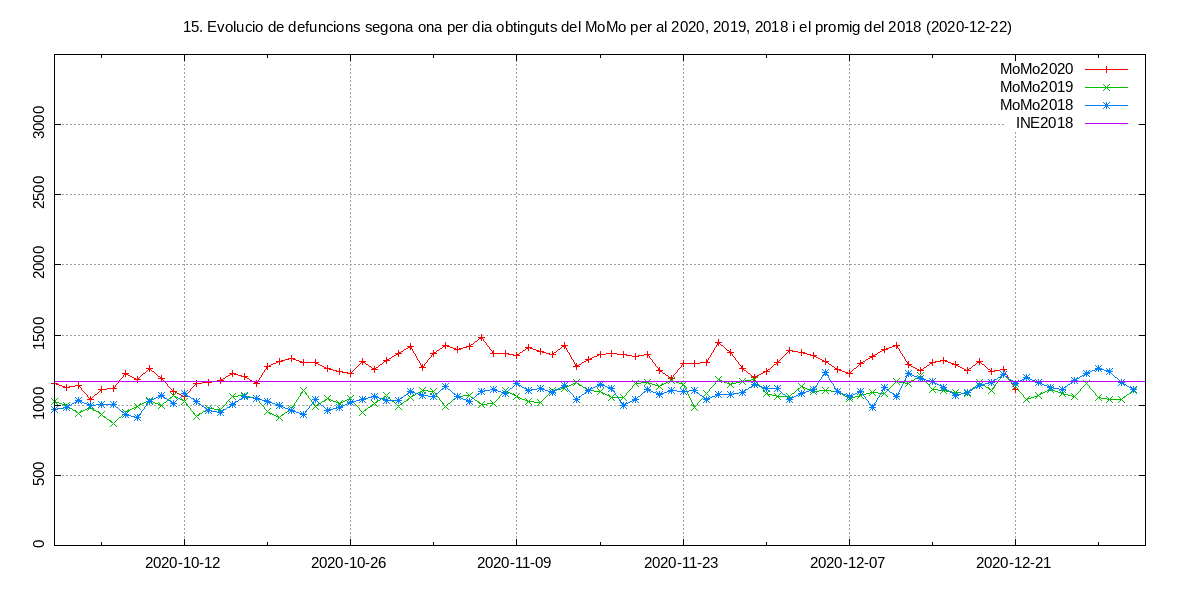 15. Evolucio de defuncions segona ona per dia obtinguts del MoMo per al 2020, 2019, 2018 i el promig del 2018 (2020-12-22)
MoMo2020
MoMo2019
MoMo2018
INE2018
3000
2500
2000
1500
1000
500
0
2020-10-12 2020-10-26 2020-11-09 2020-11-23 2020-12-07 2020-12-21